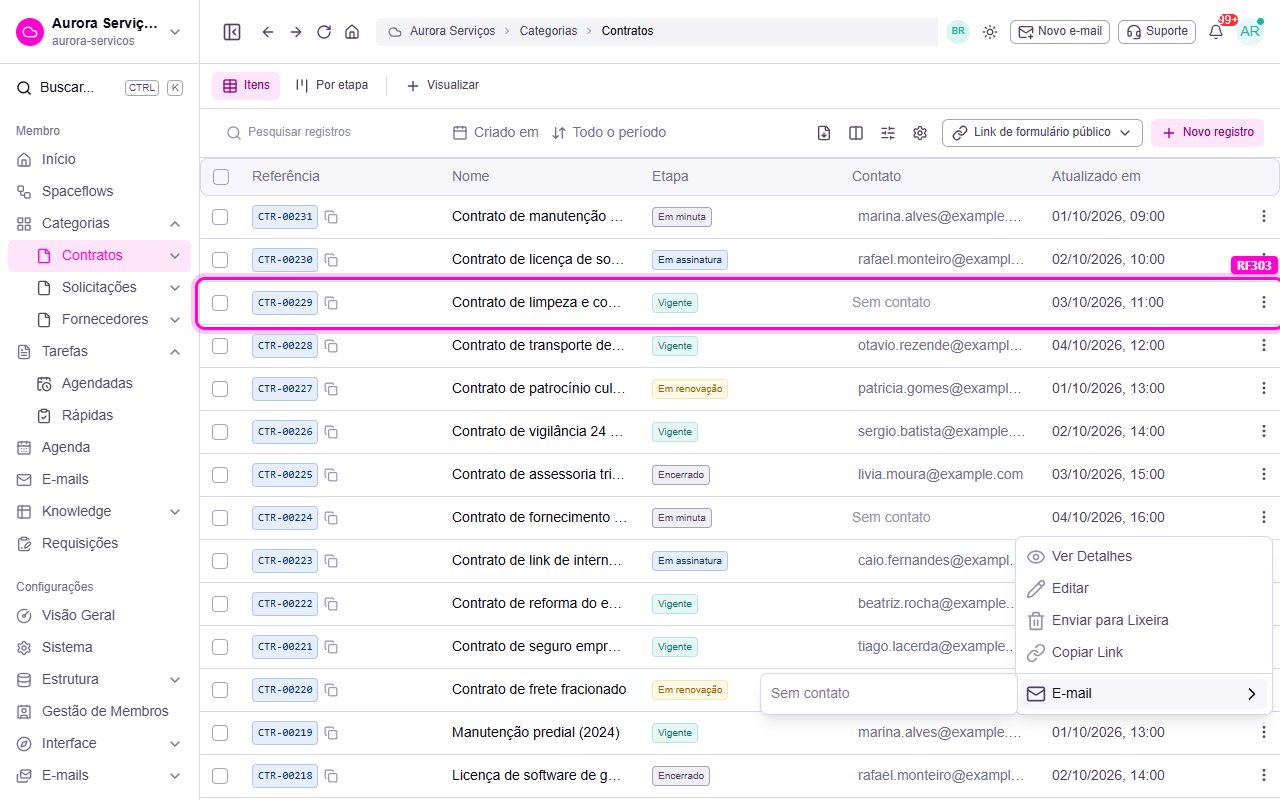 Aurora Serviç...
aurora-servicos
Aurora Serviços
Categorias
Contratos
BR
Novo e-mail
Suporte
99+
AR
Buscar...
CTRL
K
Membro
Início
Spaceflows
Categorias
Contratos
Solicitações
Fornecedores
Tarefas
Agendadas
Rápidas
Agenda
E-mails
Knowledge
Requisições
Configurações
Visão Geral
Sistema
Estrutura
Gestão de Membros
Interface
E-mails
Itens
Por etapa
Visualizar
Pesquisar registros
Criado em
Todo o período
Link de formulário público
Novo registro
Referência Nome Etapa Contato Atualizado em
CTR-00231 Contrato de manutenção ... Em minuta marina.alves@example.... 01/10/2026, 09:00
CTR-00230 Contrato de licença de so... Em assinatura rafael.monteiro@exampl... 02/10/2026, 10:00
RF303
CTR-00229 Contrato de limpeza e co... Vigente Sem contato 03/10/2026, 11:00
CTR-00228 Contrato de transporte de... Vigente otavio.rezende@exampl... 04/10/2026, 12:00
CTR-00227 Contrato de patrocínio cul... Em renovação patricia.gomes@exampl... 01/10/2026, 13:00
CTR-00226 Contrato de vigilância 24 ... Vigente sergio.batista@example.... 02/10/2026, 14:00
CTR-00225 Contrato de assessoria tri... Encerrado livia.moura@example.com 03/10/2026, 15:00
CTR-00224 Contrato de fornecimento ... Em minuta Sem contato 04/10/2026, 16:00
CTR-00223 Contrato de link de intern... Em assinatura caio.fernandes@exampl...
CTR-00222 Contrato de reforma do e... Vigente beatriz.rocha@example....
CTR-00221 Contrato de seguro empr... Vigente tiago.lacerda@example....
CTR-00220 Contrato de frete fracionado Em renovação
CTR-00219 Manutenção predial (2024) Vigente marina.alves@example.... 01/10/2026, 13:00
CTR-00218 Licença de software de g... Encerrado rafael.monteiro@exampl... 02/10/2026, 14:00
Ver Detalhes
Editar
Enviar para Lixeira
Copiar Link
E-mail
Sem contato